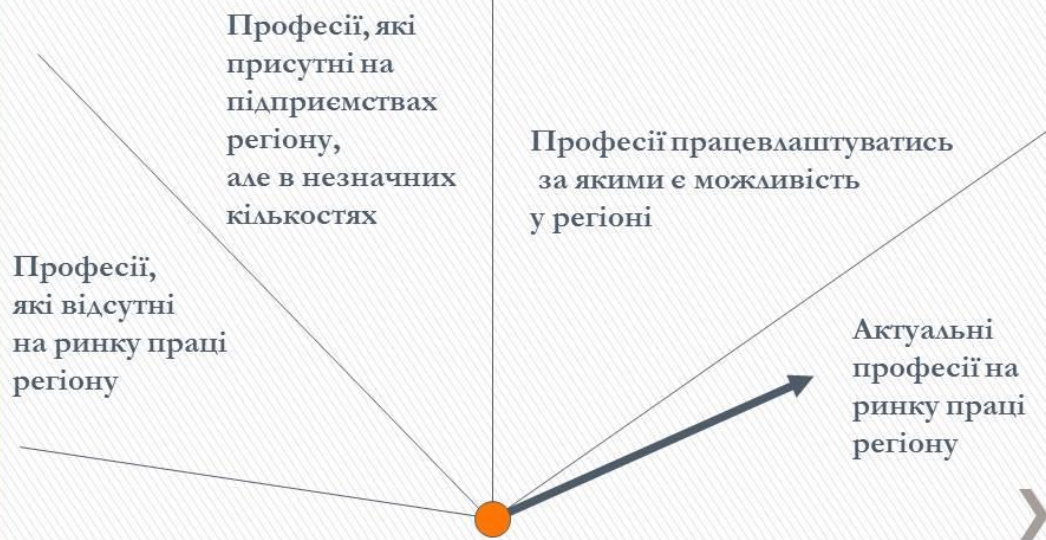 Професії, які
присутні на
підприємствах
регіону,
але в незначних
кількостях
Професії працевлаштуватись
за якими є можливість
у регіоні
Професії,
які відсутні
на ринку праці
регіону
Актуальні
професії на
ринку праці
регіону